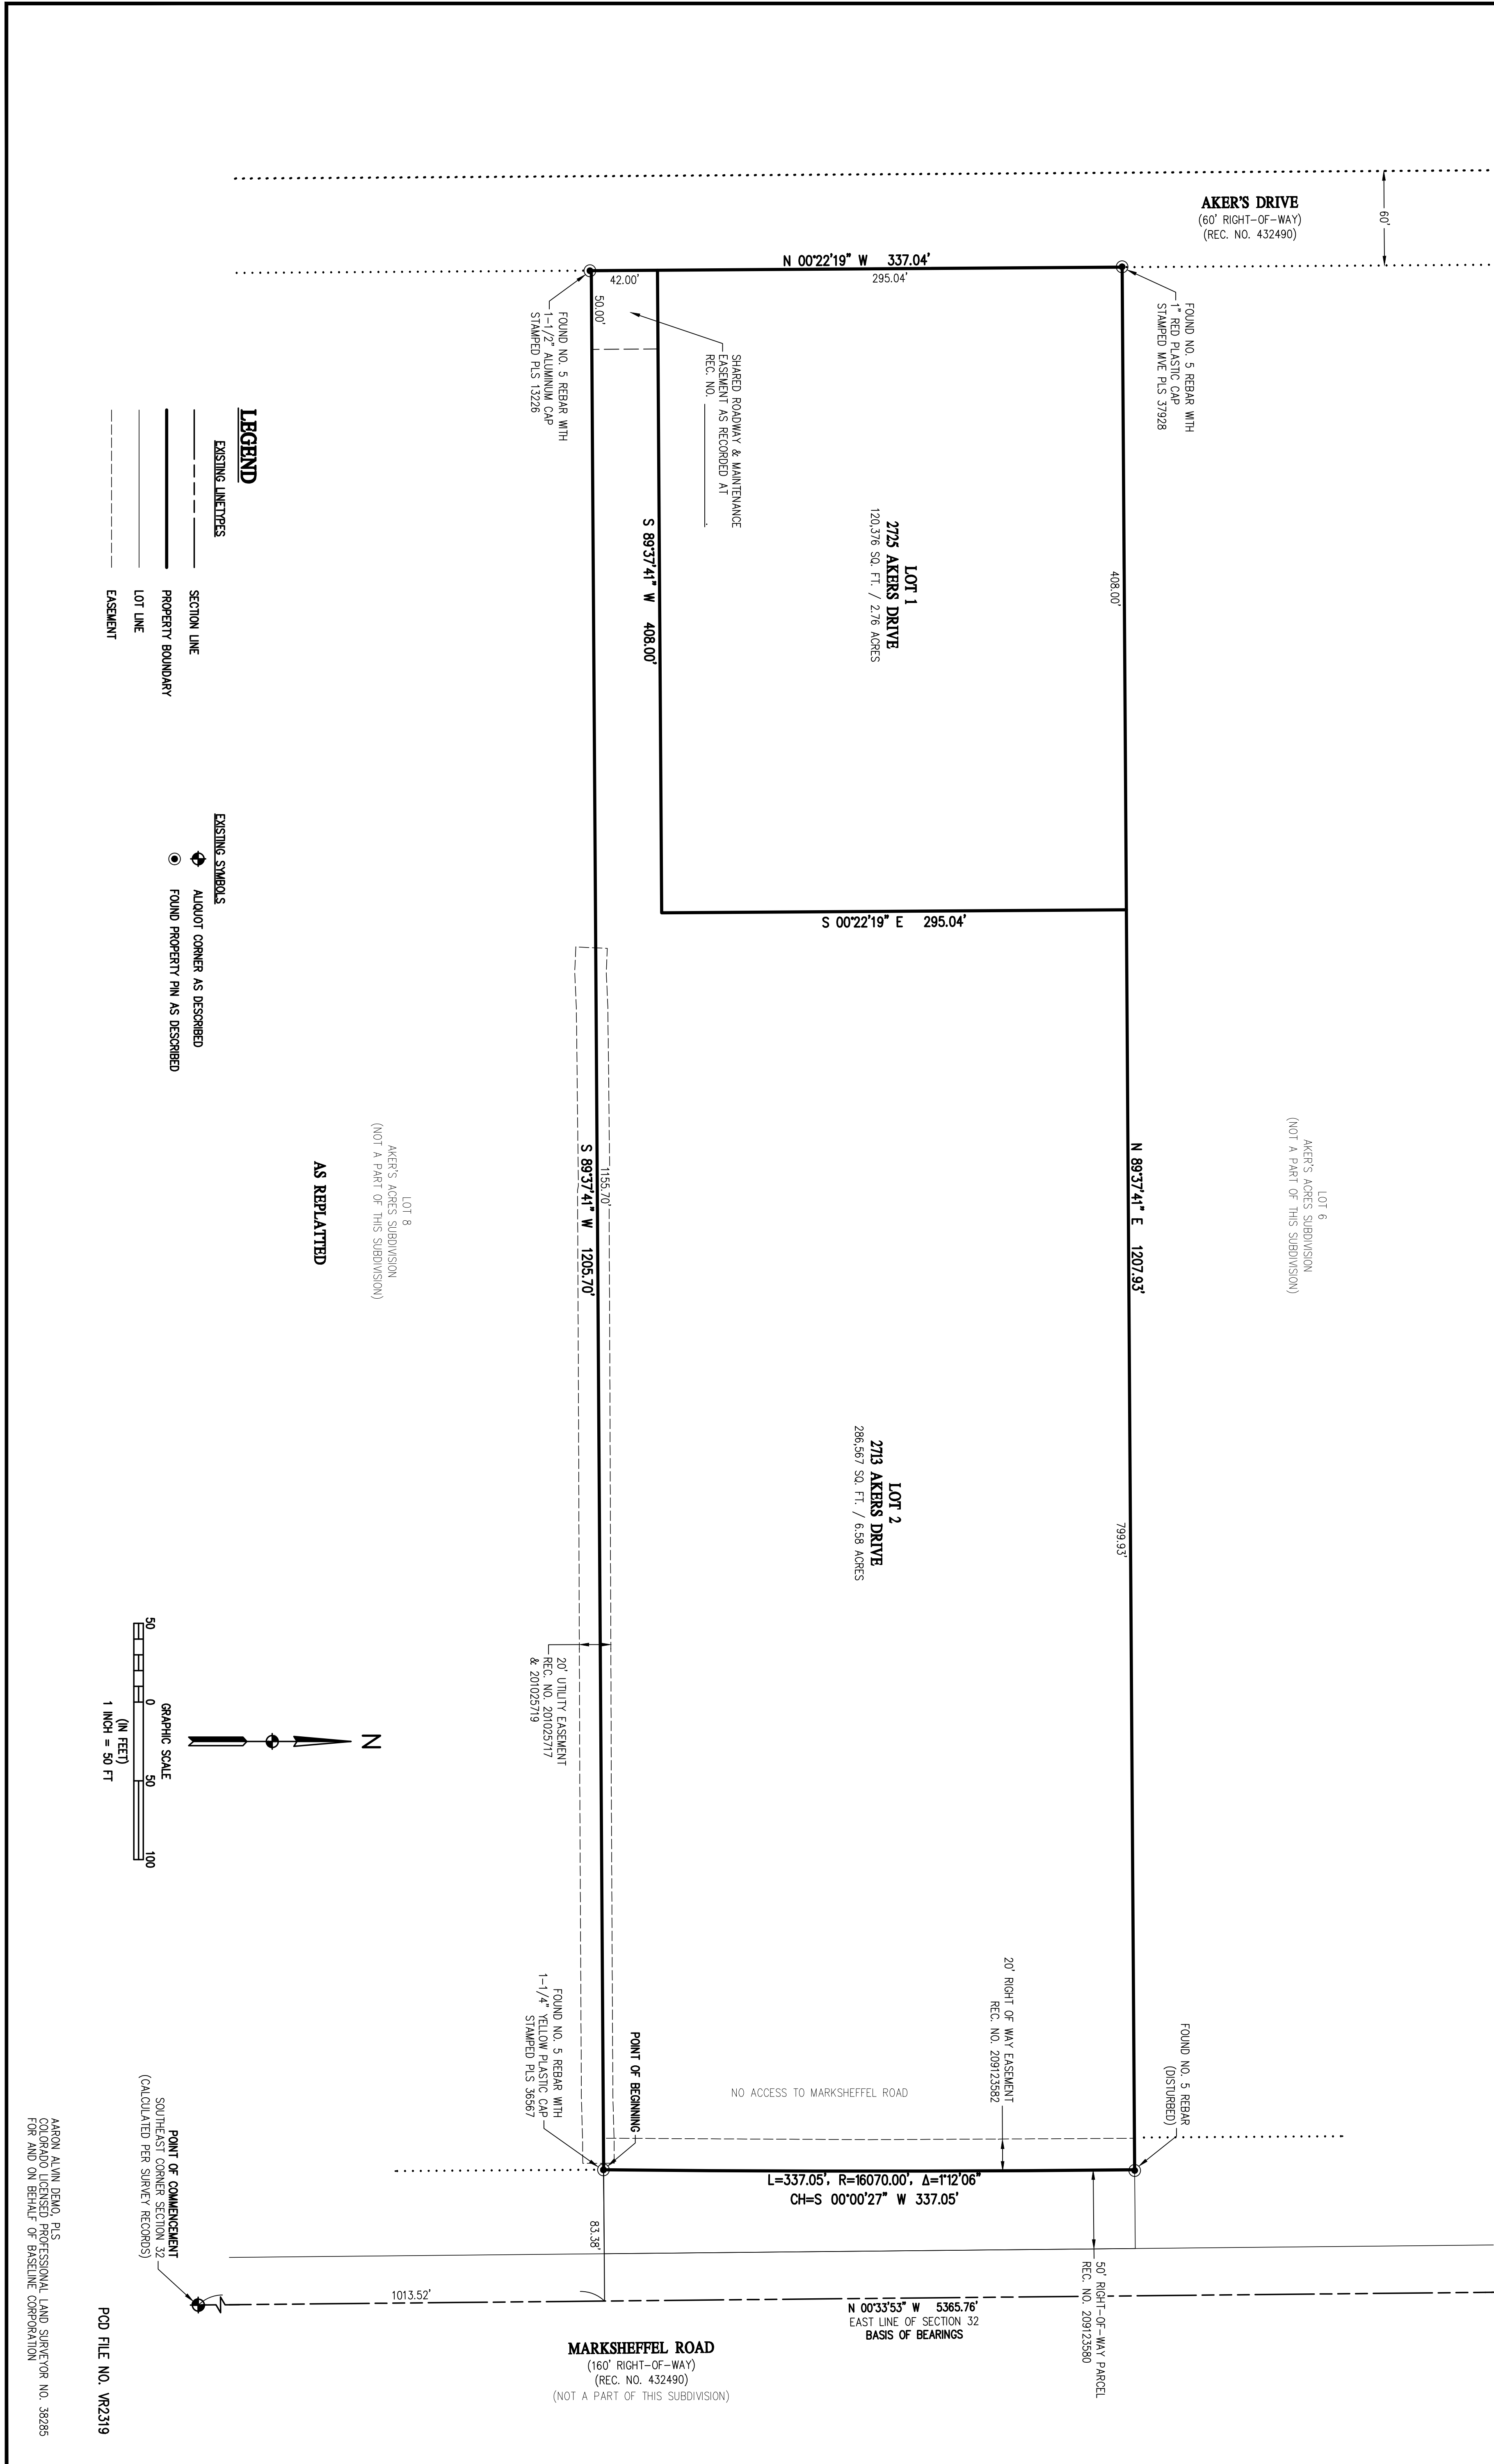 AKER'S DRIVE
(60' RIGHT-OF-WAY)
(REC. NO. 432490)
60'
N 00°22'19" W 337.04'
295.04'
42.00'
50.00'
FOUND NO. 5 REBAR WITH
1" RED PLASTIC CAP
STAMPED MVE PLS 37928
FOUND NO. 5 REBAR WITH
1-1/2" ALUMINUM CAP
STAMPED PLS 13226
SHARED ROADWAY & MAINTENANCE
EASEMENT AS RECORDED AT
REC. NO. ____________.
LOT 1
2725 AKERS DRIVE
120,376 SQ. FT. / 2.76 ACRES
408.00'
S 89°37'41" W 408.00'
S 00°22'19" E 295.04'
LOT 6
AKER'S ACRES SUBDIVISION
(NOT A PART OF THIS SUBDIVISION)
N 89°37'41" E 1207.93'
799.93'
LOT 2
2713 AKERS DRIVE
286,567 SQ. FT. / 6.58 ACRES
1155.70'
S 89°37'41" W 1205.70'
LOT 8
AKER'S ACRES SUBDIVISION
(NOT A PART OF THIS SUBDIVISION)
AS REPLATTED
20' UTILITY EASEMENT
REC. NO. 201025717
& 201025719
20' RIGHT OF WAY EASEMENT
REC. NO. 209123582
FOUND NO. 5 REBAR
(DISTURBED)
NO ACCESS TO MARKSHEFFEL ROAD
POINT OF BEGINNING
FOUND NO. 5 REBAR WITH
1-1/4" YELLOW PLASTIC CAP
STAMPED PLS 36567
L=337.05', R=16070.00', Δ=1°12'06"
CH=S 00°00'27" W 337.05'
83.38'
50' RIGHT-OF-WAY PARCEL
REC. NO. 209123580
1013.52'
N 00°33'53" W 5365.76'
EAST LINE OF SECTION 32
BASIS OF BEARINGS
MARKSHEFFEL ROAD
(160' RIGHT-OF-WAY)
(REC. NO. 432490)
(NOT A PART OF THIS SUBDIVISION)
POINT OF COMMENCEMENT
SOUTHEAST CORNER SECTION 32
(CALCULATED PER SURVEY RECORDS)
LEGEND
EXISTING LINETYPES
SECTION LINE
PROPERTY BOUNDARY
LOT LINE
EASEMENT
EXISTING SYMBOLS
ALIQUOT CORNER AS DESCRIBED
FOUND PROPERTY PIN AS DESCRIBED
N
GRAPHIC SCALE
50 0 50 100
(IN FEET)
1 INCH = 50 FT
PCD FILE NO. VR2319
AARON ALVIN DEMO, PLS
COLORADO LICENSED PROFESSIONAL LAND SURVEYOR NO. 38285
FOR AND ON BEHALF OF BASELINE CORPORATION